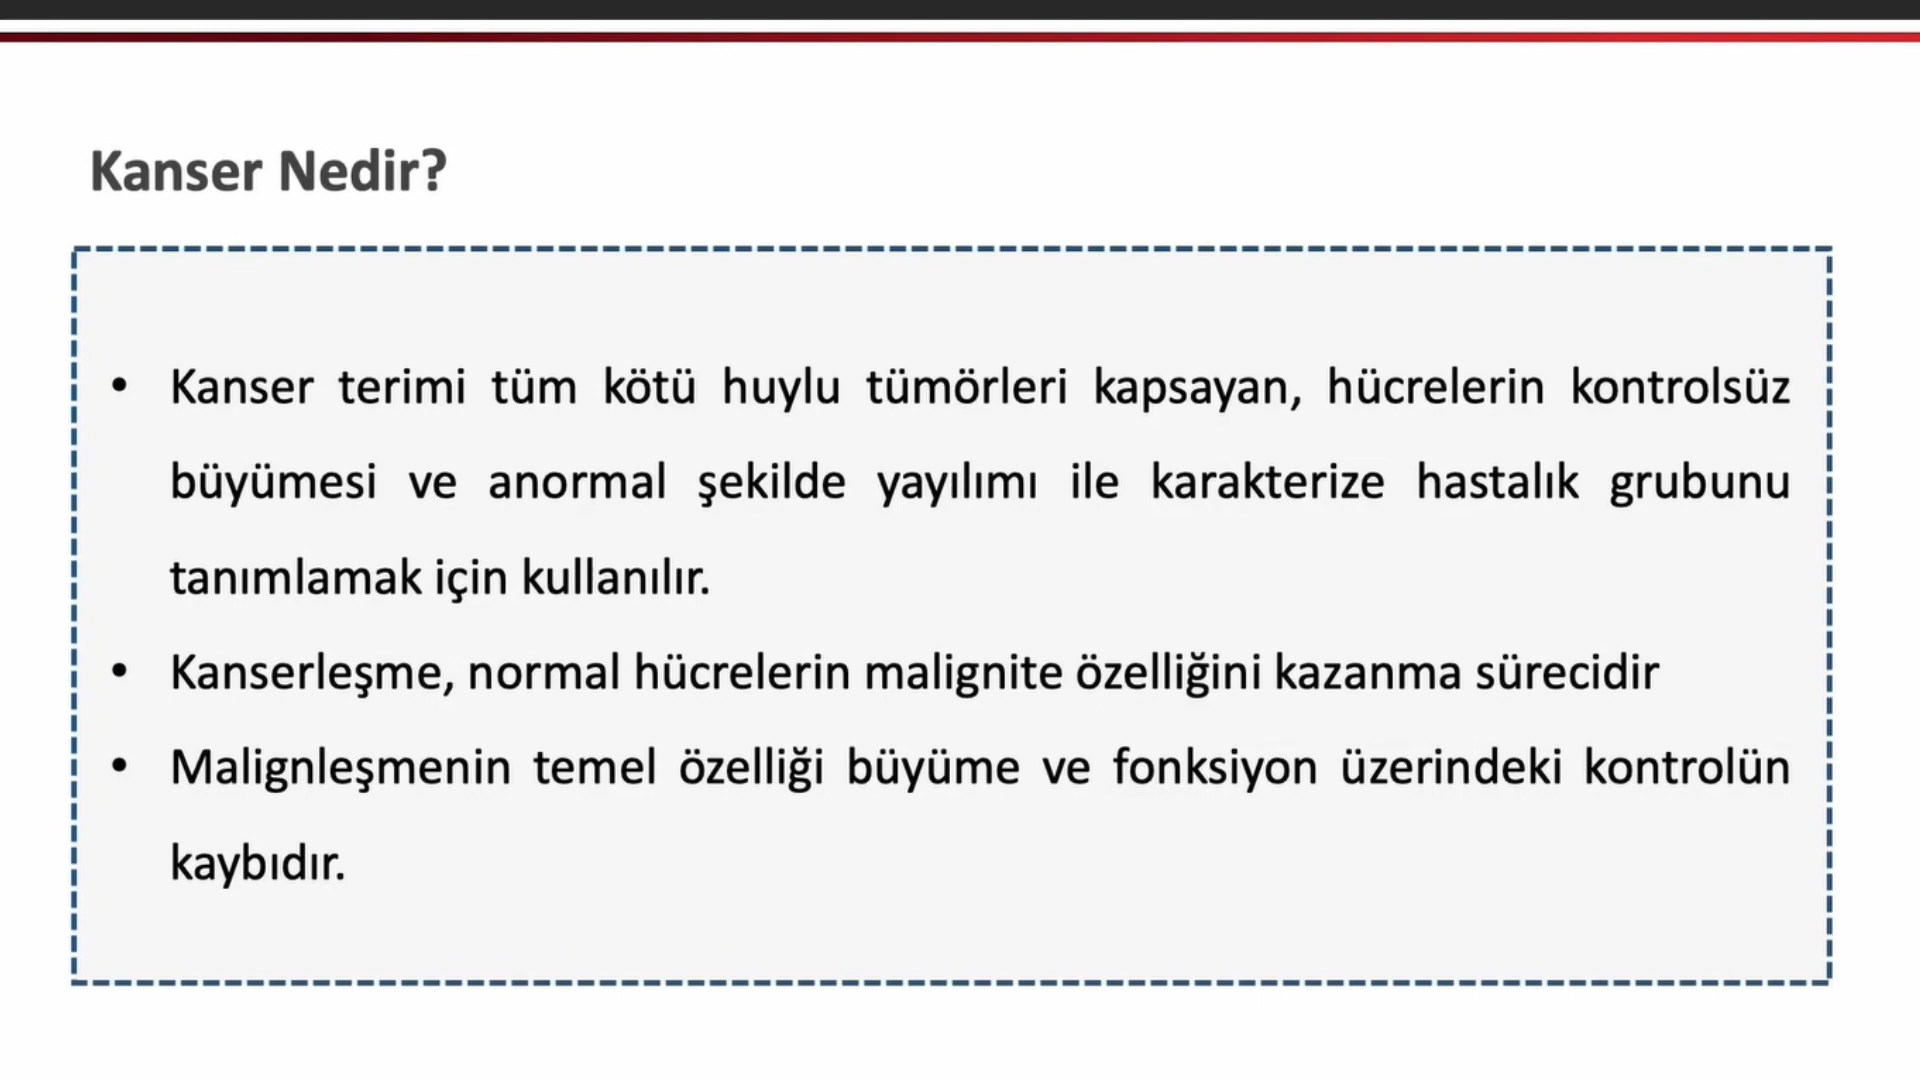 Kanser Nedir?
• Kanser terimi tüm kötü huylu tümörleri kapsayan, hücrelerin kontrolsüz
büyümesi ve anormal şekilde yayılımı ile karakterize hastalık grubunu
tanımlamak için kullanılır.
• Kanserleşme, normal hücrelerin malignite özelliğini kazanma sürecidir
• Malignleşmenin temel özelliği büyüme ve fonksiyon üzerindeki kontrolün
kaybıdır.